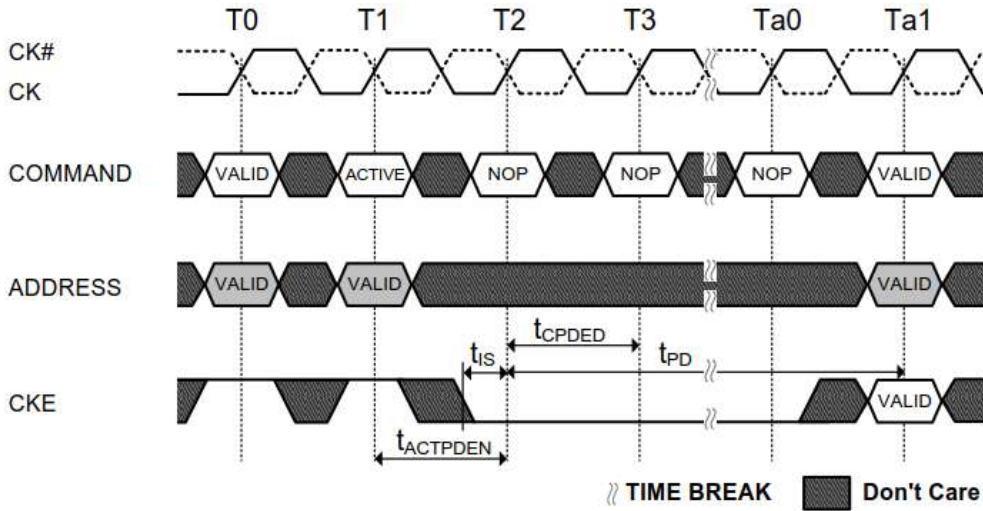 T0 T1 T2 T3 Ta0 Ta1
CK#
CK
COMMAND VALID ACTIVE NOP NOP NOP VALID
ADDRESS VALID VALID VALID
tCPDED
tIS tPD
CKE VALID
tACTPDEN
TIME BREAK Don't Care